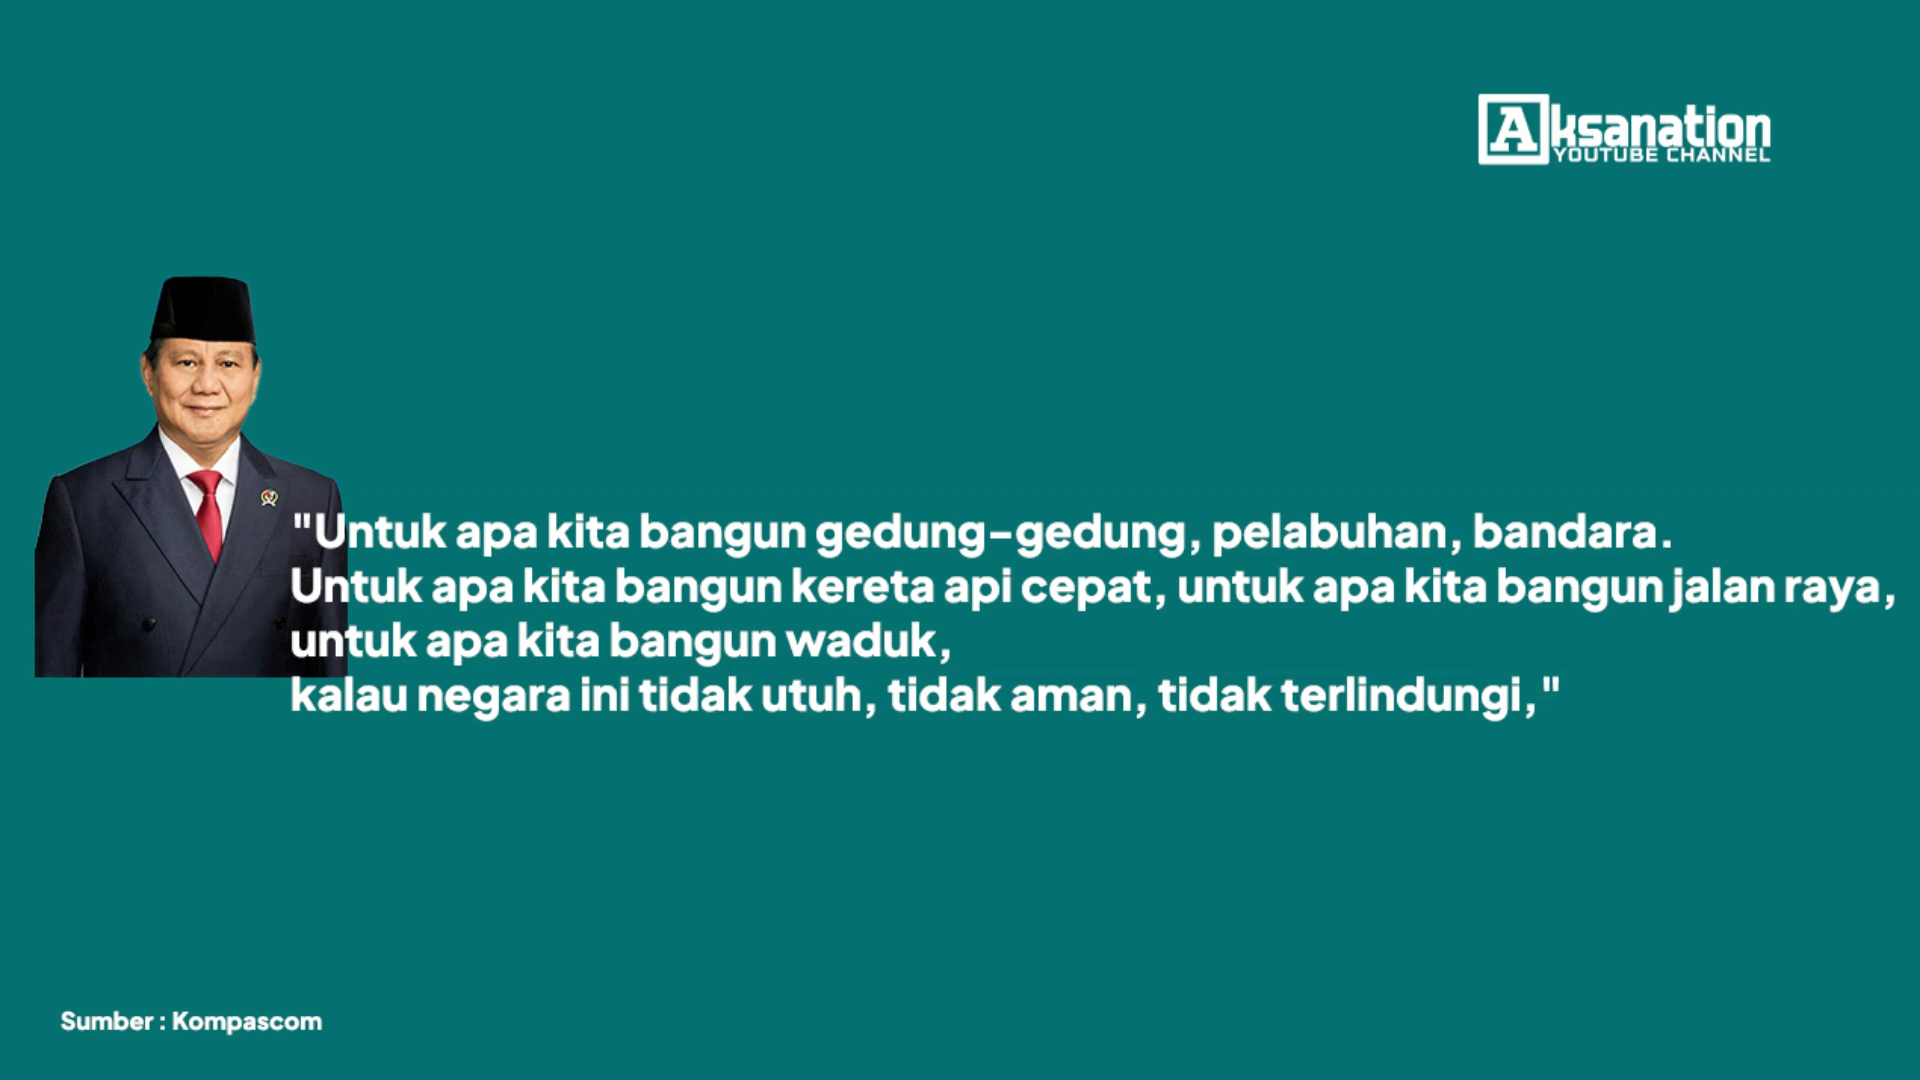 Aksanation
YOUTUBE CHANNEL
"Untuk apa kita bangun gedung-gedung, pelabuhan, bandara.
Untuk apa kita bangun kereta api cepat, untuk apa kita bangun jalan raya,
untuk apa kita bangun waduk,
kalau negara ini tidak utuh, tidak aman, tidak terlindungi,"
Sumber : Kompascom